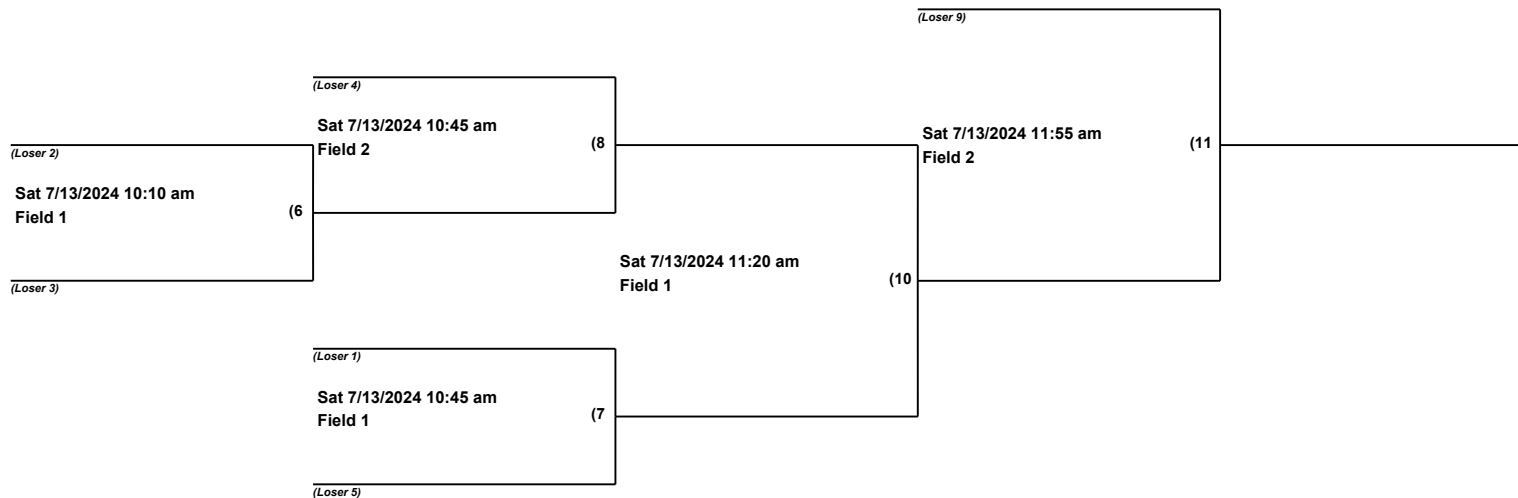 (Loser 9)
(Loser 4)
Sat 7/13/2024 10:45 am
Field 2
(8
Sat 7/13/2024 11:55 am
Field 2
(11
(Loser 2)
Sat 7/13/2024 10:10 am
Field 1
(6
Sat 7/13/2024 11:20 am
Field 1
(10
(Loser 3)
(Loser 1)
Sat 7/13/2024 10:45 am
Field 1
(7
(Loser 5)